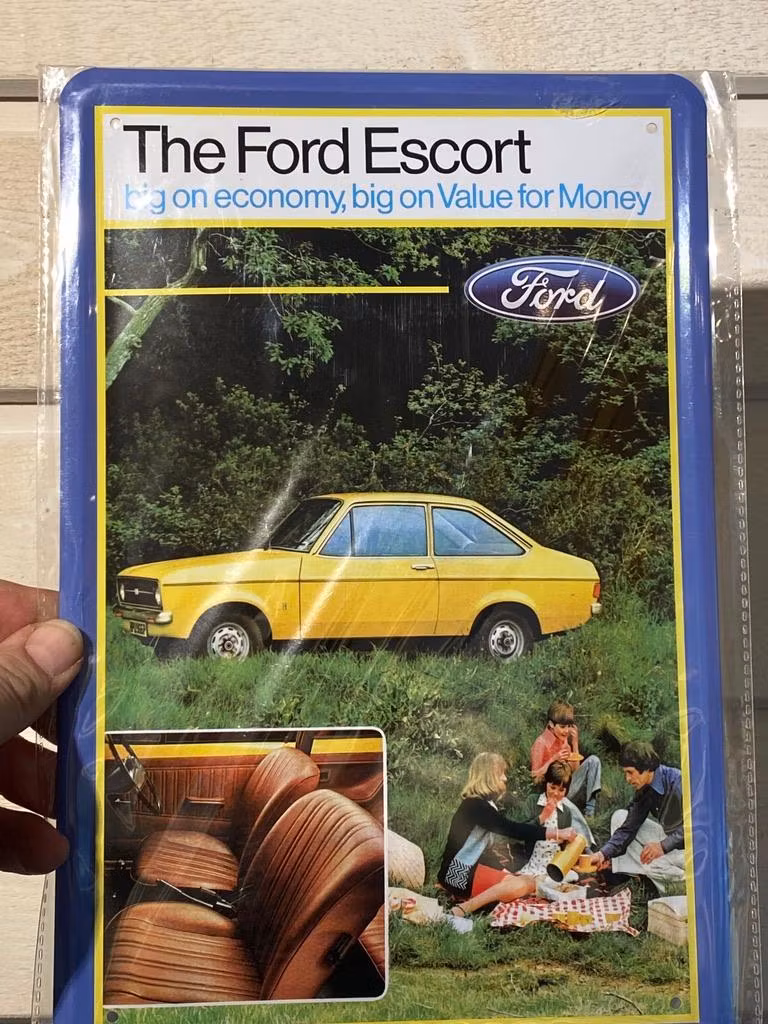 The Ford Escort
big on economy, big on Value for Money
Ford